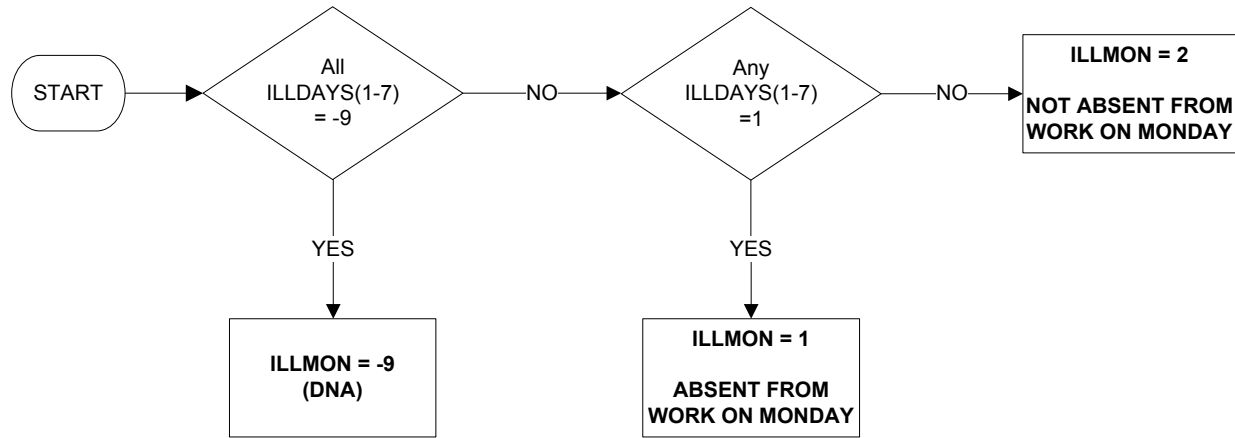 START
All
ILLDAYS(1-7)
= -9
NO
Any
ILLDAYS(1-7)
=1
NO
ILLMON = 2
NOT ABSENT FROM
WORK ON MONDAY
YES
YES
ILLMON = -9
(DNA)
ILLMON = 1
ABSENT FROM
WORK ON MONDAY